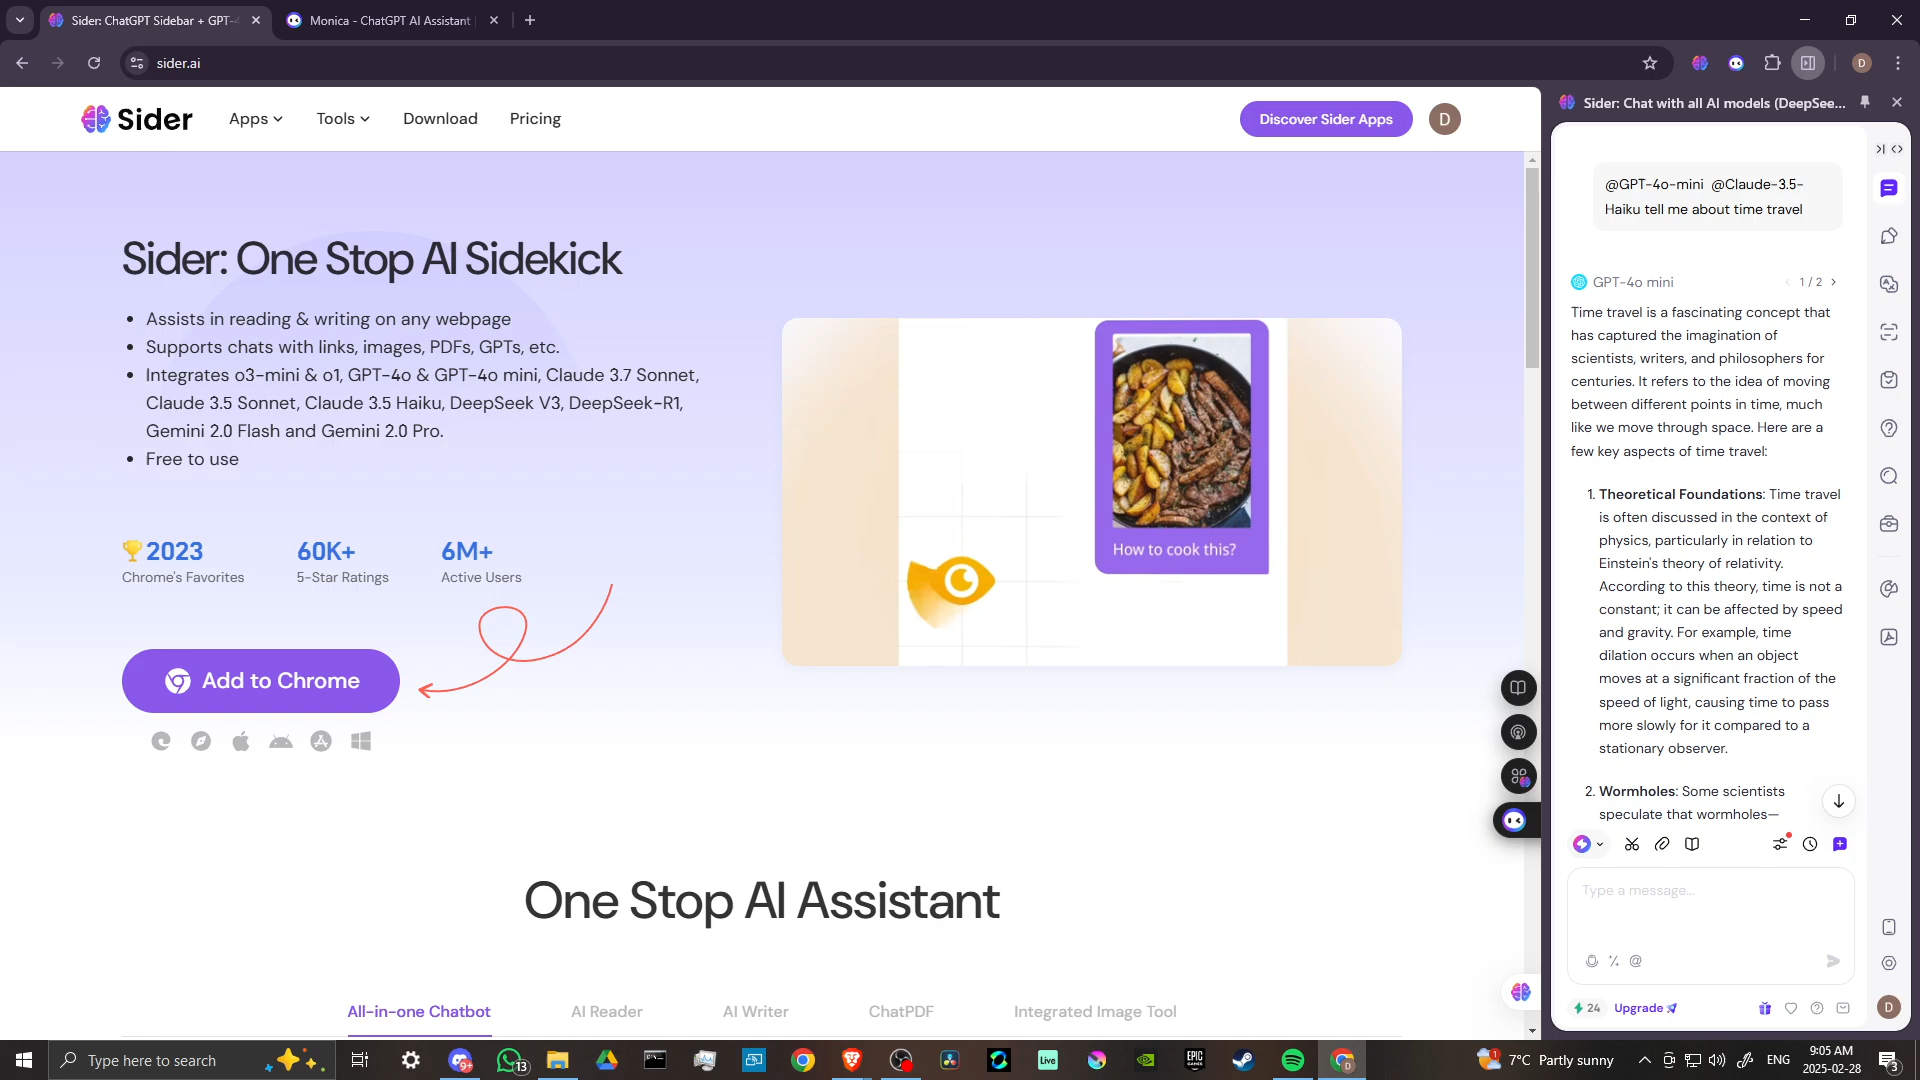 Sider: ChatGPT Sidebar + GPT-4
Monica - ChatGPT AI Assistant
sider.ai
Sider
Apps
Tools
Download
Pricing
Discover Sider Apps
D
Sider: One Stop AI Sidekick
Assists in reading & writing on any webpage
Supports chats with links, images, PDFs, GPTs, etc.
Integrates o3-mini & o1, GPT-4o & GPT-4o mini, Claude 3.7 Sonnet,
Claude 3.5 Sonnet, Claude 3.5 Haiku, DeepSeek V3, DeepSeek-R1,
Gemini 2.0 Flash and Gemini 2.0 Pro.
Free to use
2023
Chrome's Favorites
60K+
5-Star Ratings
6M+
Active Users
Add to Chrome
How to cook this?
One Stop AI Assistant
All-in-one Chatbot
AI Reader
AI Writer
ChatPDF
Integrated Image Tool
Sider: Chat with all AI models (DeepSee...
@GPT-4o-mini @Claude-3.5-
Haiku tell me about time travel
GPT-4o mini
1 / 2
Time travel is a fascinating concept that
has captured the imagination of
scientists, writers, and philosophers for
centuries. It refers to the idea of moving
between different points in time, much
like we move through space. Here are a
few key aspects of time travel:
1. Theoretical Foundations: Time travel
is often discussed in the context of
physics, particularly in relation to
Einstein's theory of relativity.
According to this theory, time is not a
constant; it can be affected by speed
and gravity. For example, time
dilation occurs when an object
moves at a significant fraction of the
speed of light, causing time to pass
more slowly for it compared to a
stationary observer.
2. Wormholes: Some scientists
speculate that wormholes—
Type a message...
24
Upgrade
D
Type here to search
9+
13
Live
EPIC GAMES
D
1
7°C Partly sunny
ENG
9:05 AM
2025-02-28
3